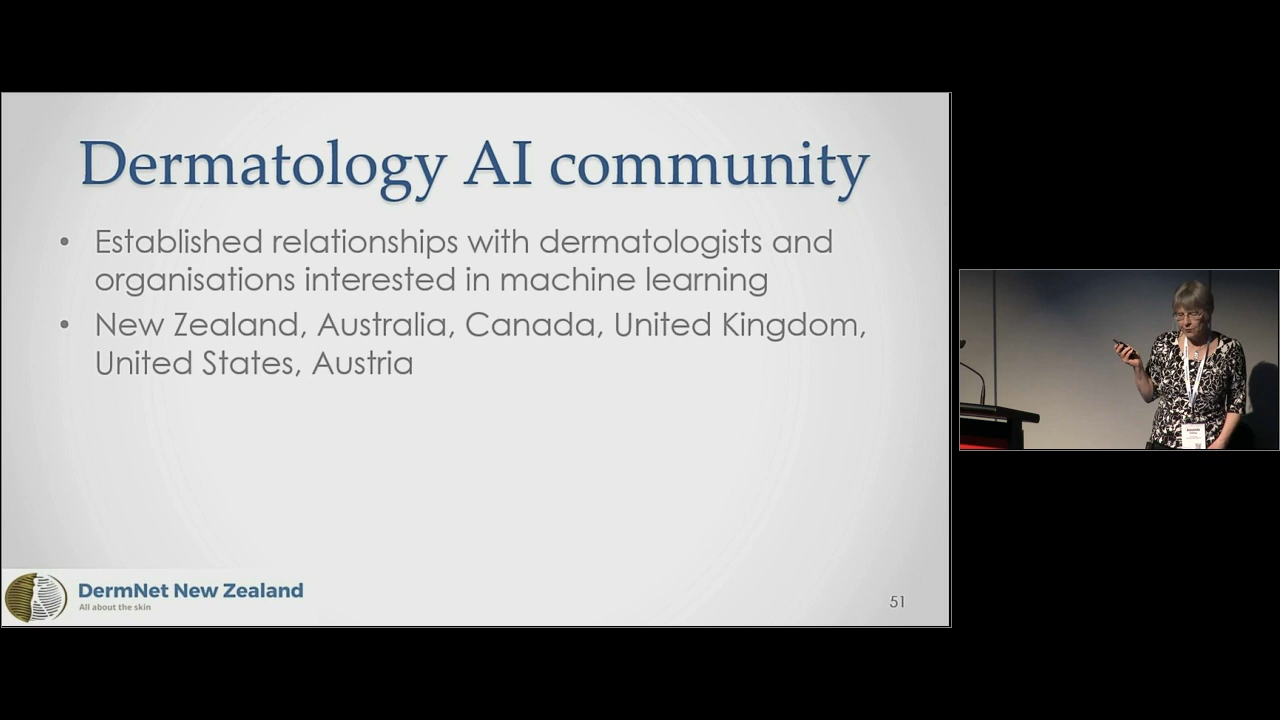 Dermatology AI community
• Established relationships with dermatologists and
organisations interested in machine learning
• New Zealand, Australia, Canada, United Kingdom,
United States, Austria
DermNet New Zealand
All about the skin
51